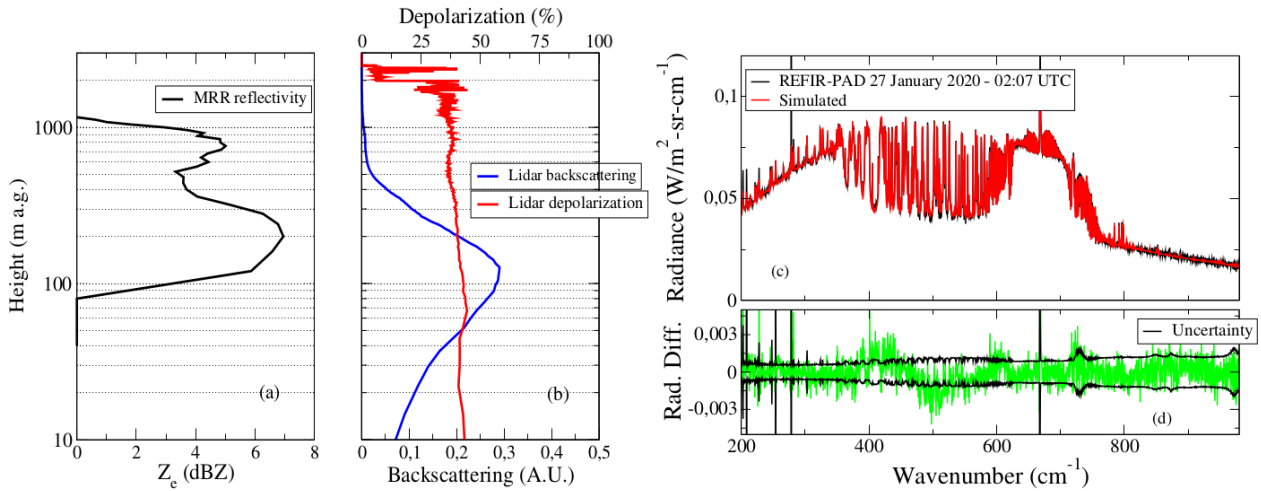 MRR reflectivity
1000
100
10
Height (m a.g.)
0 2 4 6 8
Zₑ (dBZ)
(a)
Depolarization (%)
0 25 50 75 100
Lidar backscattering
Lidar depolarization
(b)
0 0,1 0,2 0,3 0,4 0,5
Backscattering (A.U.)
REFIR-PAD 27 January 2020 - 02:07 UTC
Simulated
0,1
0,05
0
Radiance (W/m²-sr-cm⁻¹)
(c)
Uncertainty
0,003
0
-0,003
Rad. Diff.
(d)
200 400 600 800
Wavenumber (cm⁻¹)